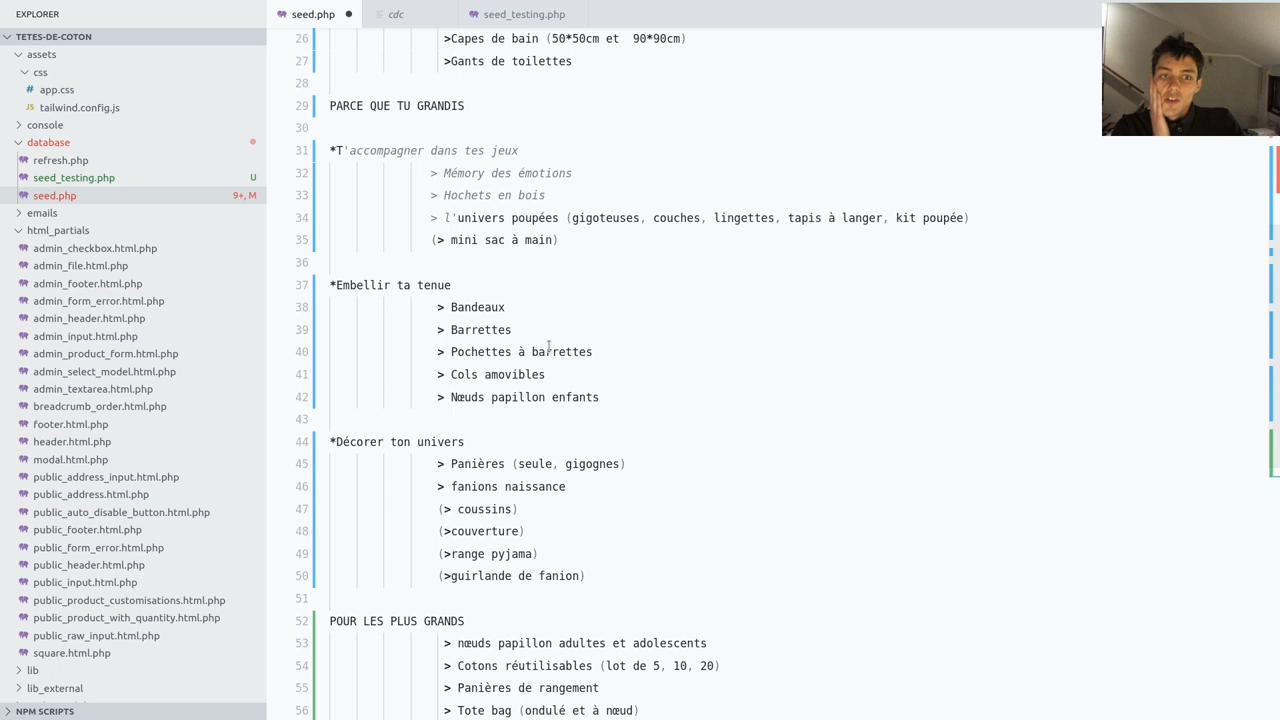 EXPLORER
seed.php
cdc
seed_testing.php
TETES-DE-COTON
assets
css
# app.css
JS tailwind.config.js
console
database
refresh.php
seed_testing.php U
seed.php 9+, M
emails
html_partials
admin_checkbox.html.php
admin_file.html.php
admin_footer.html.php
admin_form_error.html.php
admin_header.html.php
admin_input.html.php
admin_product_form.html.php
admin_select_model.html.php
admin_textarea.html.php
breadcrumb_order.html.php
footer.html.php
header.html.php
modal.html.php
public_address_input.html.php
public_address.html.php
public_auto_disable_button.html.php
public_footer.html.php
public_form_error.html.php
public_header.html.php
public_input.html.php
public_product_customisations.html.php
public_product_with_quantity.html.php
public_raw_input.html.php
square.html.php
lib
lib_external
NPM SCRIPTS
26 >Capes de bain (50*50cm et  90*90cm)
27 >Gants de toilettes
28
29 PARCE QUE TU GRANDIS
30
31 *T'accompagner dans tes jeux
32 > Mémory des émotions
33 > Hochets en bois
34 > l'univers poupées (gigoteuses, couches, lingettes, tapis à langer, kit poupée)
35 (> mini sac à main)
36
37 *Embellir ta tenue
38 > Bandeaux
39 > Barrettes
40 > Pochettes à barrettes
41 > Cols amovibles
42 > Nœuds papillon enfants
43
44 *Décorer ton univers
45 > Panières (seule, gigognes)
46 > fanions naissance
47 (> coussins)
48 (>couverture)
49 (>range pyjama)
50 (>guirlande de fanion)
51
52 POUR LES PLUS GRANDS
53 > nœuds papillon adultes et adolescents
54 > Cotons réutilisables (lot de 5, 10, 20)
55 > Panières de rangement
56 > Tote bag (ondulé et à nœud)